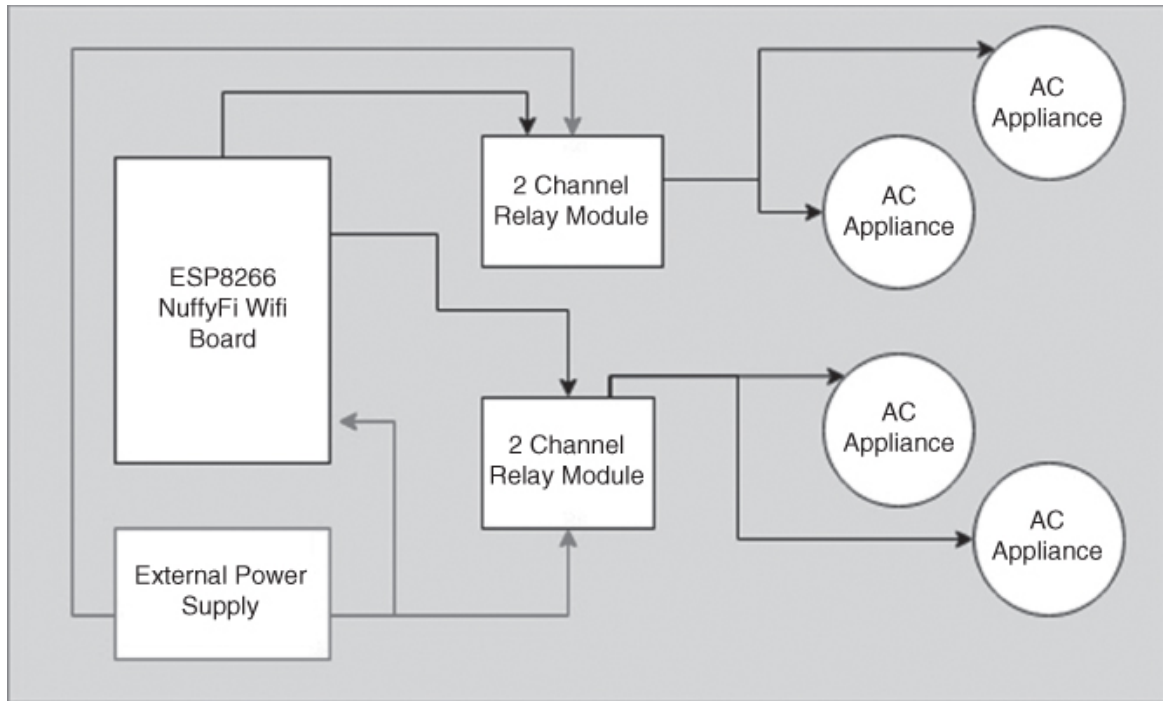 AC
Appliance
2 Channel
Relay Module
AC
Appliance
ESP8266
NuffyFi Wifi
Board
2 Channel
Relay Module
AC
Appliance
AC
Appliance
External Power
Supply